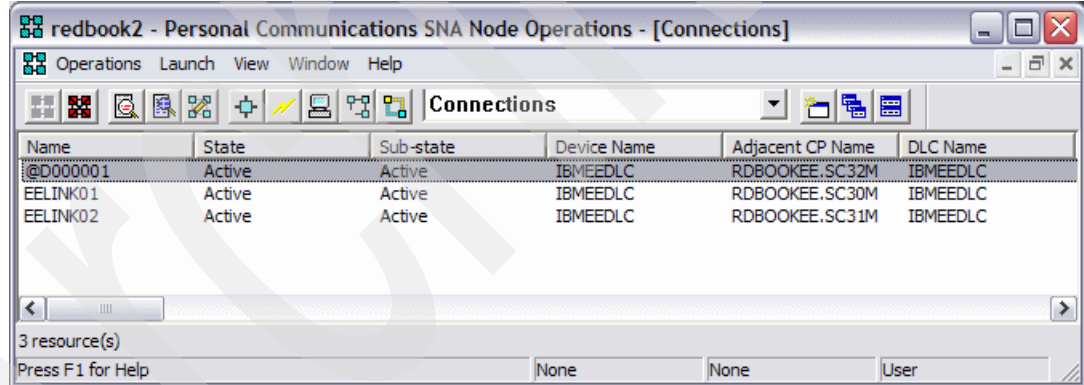 redbook2 - Personal Communications SNA Node Operations - [Connections]
Operations Launch View Window Help
Connections
Name State Sub-state Device Name Adjacent CP Name DLC Name
@D000001 Active Active IBMEEDLC RDBOOKEE.SC32M IBMEEDLC
EELINK01 Active Active IBMEEDLC RDBOOKEE.SC30M IBMEEDLC
EELINK02 Active Active IBMEEDLC RDBOOKEE.SC31M IBMEEDLC
3 resource(s)
Press F1 for Help None None User